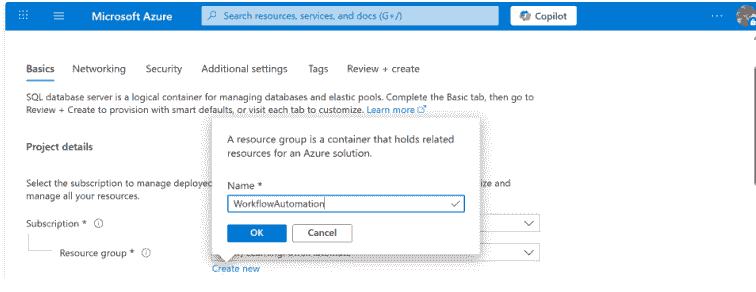 Microsoft Azure
Search resources, services, and docs (G+/)
Copilot
Basics Networking Security Additional settings Tags Review + create
SQL database server is a logical container for managing databases and elastic pools. Complete the Basic tab, then go to
Review + Create to provision with smart defaults, or visit each tab to customize. Learn more
Project details
A resource group is a container that holds related
resources for an Azure solution.
Select the subscription to manage deployed
ize and
manage all your resources.
Name *
WorkflowAutomation
Subscription *
OK Cancel
Resource group *
Create new